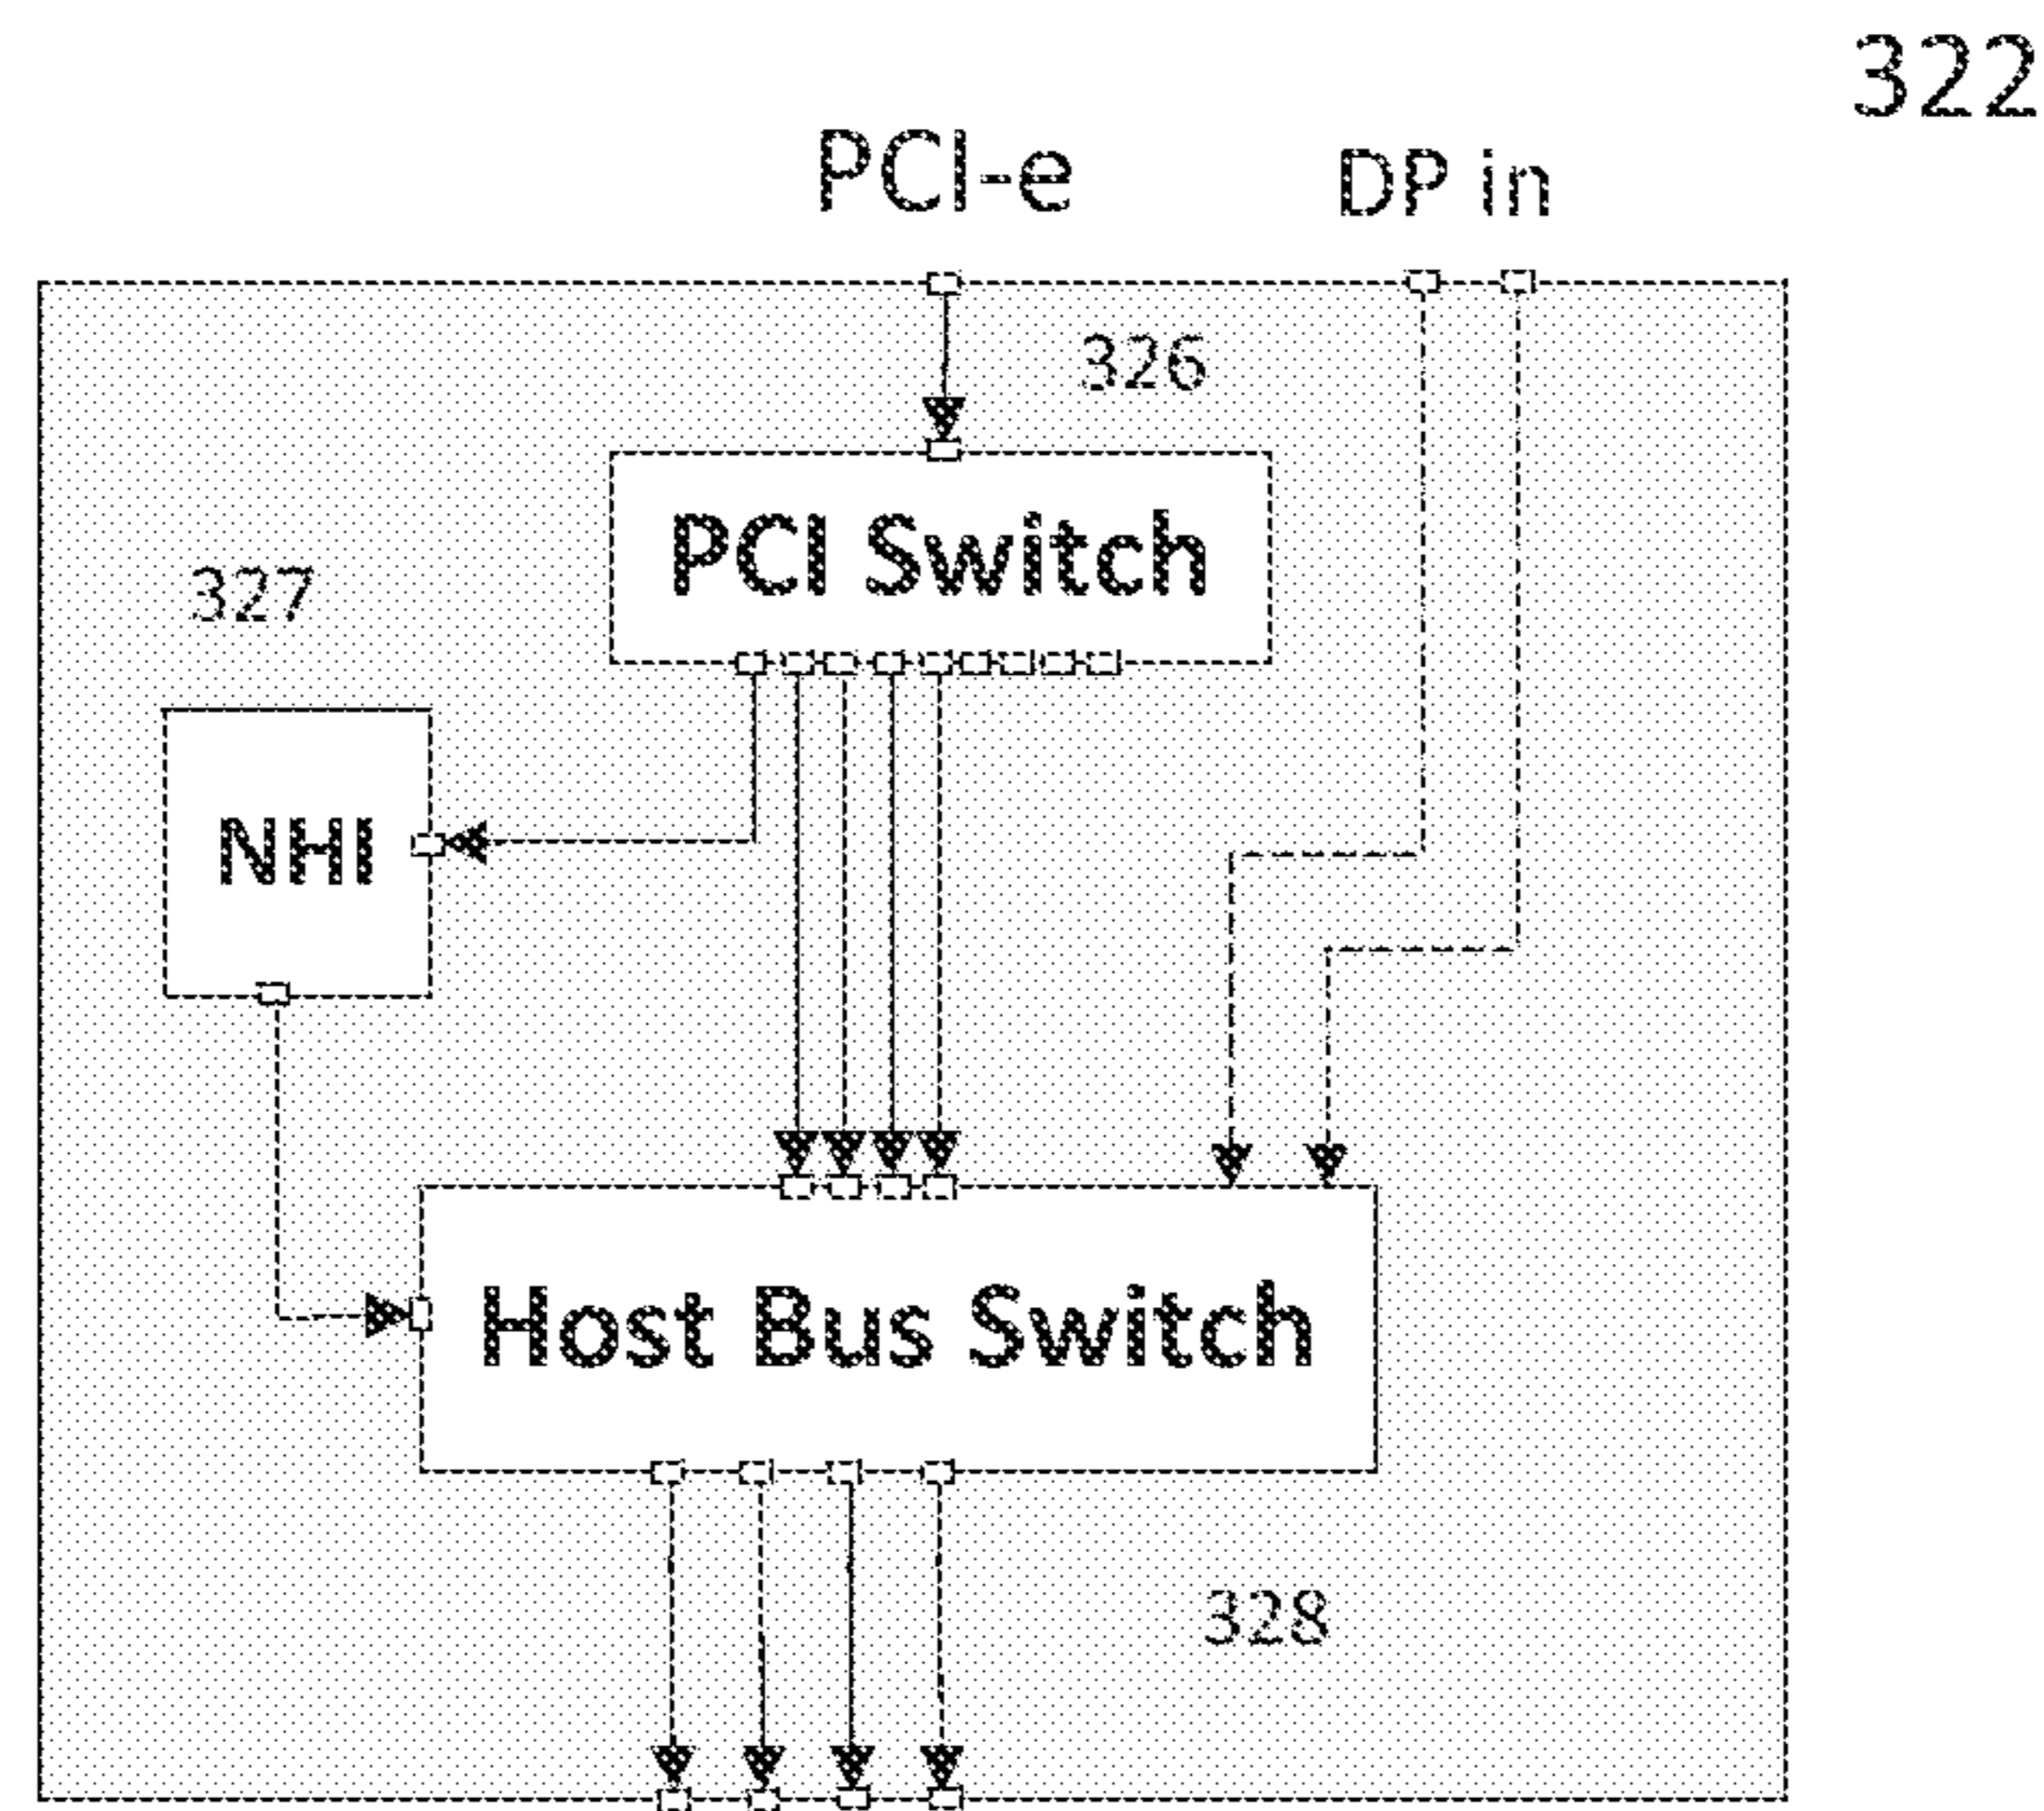 322
PCI-e
DP in
326
PCI Switch
327
NHI
Host Bus Switch
328